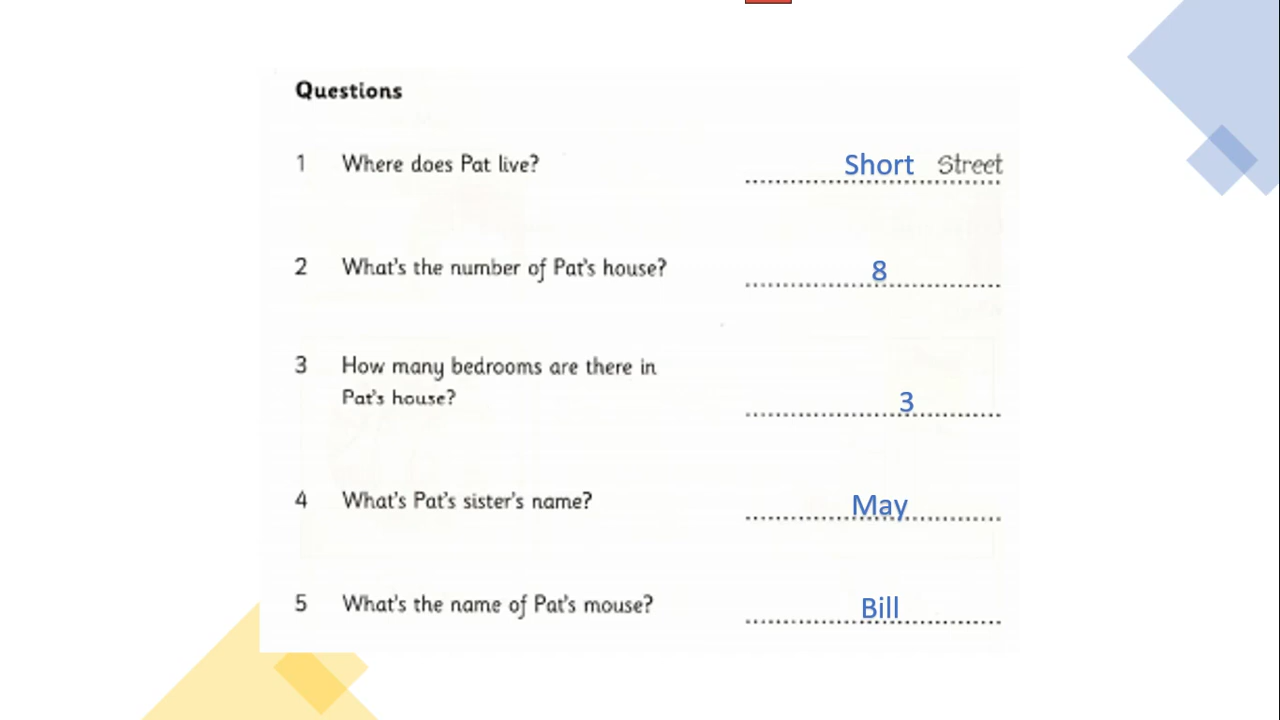 Questions
1 Where does Pat live? Short Street
2 What's the number of Pat's house? 8
3 How many bedrooms are there in
Pat's house? 3
4 What's Pat's sister's name? May
5 What's the name of Pat's mouse? Bill